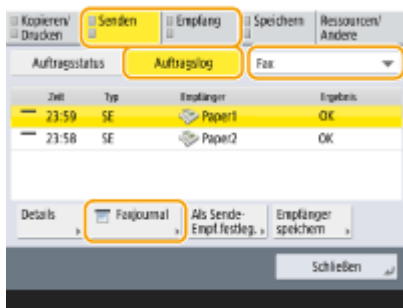 Kopieren/ Drucken
Senden
Empfang
Speichern
Ressourcen/ Andere
Auftragsstatus
Auftragslog
Fax
Zeit Typ Empfänger Ergebnis
23:59 SE Paper1 OK
23:58 SE Paper2 OK
Details
Faxjournal
Als Sende-
Empf.festleg.
Empfänger
speichern
Schließen